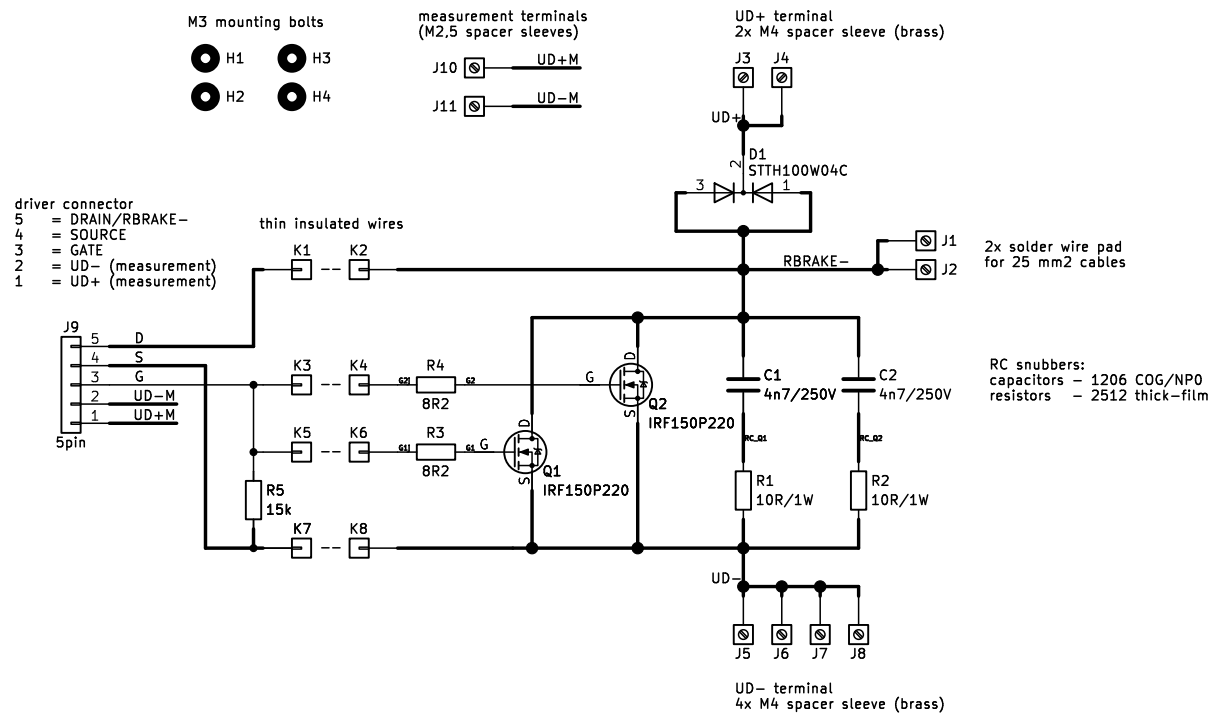 M3 mounting bolts
H1 H3
H2 H4
measurement terminals
(M2,5 spacer sleeves)
J10 UD+M
J11 UD-M
UD+ terminal
2x M4 spacer sleeve (brass)
J3 J4
UD+
2
D1
STTH100W04C
3 1
driver connector
5 = DRAIN/RBRAKE-
4 = SOURCE
3 = GATE
2 = UD- (measurement)
1 = UD+ (measurement)
thin insulated wires
K1 K2
RBRAKE-
J1
J2
2x solder wire pad
for 25 mm2 cables
J9
5 D
4 S
3 G
2 UD-M
1 UD+M
5pin
K3 K4
G2I
R4
8R2
G2
G
D
S
Q2
IRF150P220
K5 K6
G1I
R3
8R2
G1
G
D
S
Q1
IRF150P220
R5
15k
K7 K8
C1
4n7/250V
C2
4n7/250V
RC_Q1
RC_Q2
R1
10R/1W
R2
10R/1W
RC snubbers:
capacitors - 1206 COG/NP0
resistors - 2512 thick-film
UD-
J5 J6 J7 J8
UD- terminal
4x M4 spacer sleeve (brass)